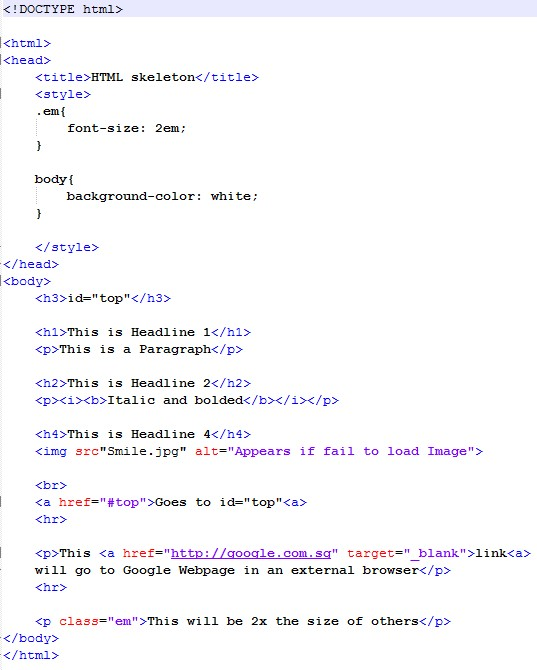 <!DOCTYPE html>
<html>
<head>
<title>HTML skeleton</title>
<style>
.em{
font-size: 2em;
}
body{
background-color: white;
}
</style>
</head>
<body>
<h3>id="top"</h3>
<h1>This is Headline 1</h1>
<p>This is a Paragraph</p>
<h2>This is Headline 2</h2>
<p><i><b>Italic and bolded</b></i></p>
<h4>This is Headline 4</h4>
<img src"Smile.jpg" alt="Appears if fail to load Image">
<br>
<a href="#top">Goes to id="top"<a>
<hr>
<p>This <a href="http://google.com.sg" target="_blank">link<a>
will go to Google Webpage in an external browser</p>
<hr>
<p class="em">This will be 2x the size of others</p>
</body>
</html>